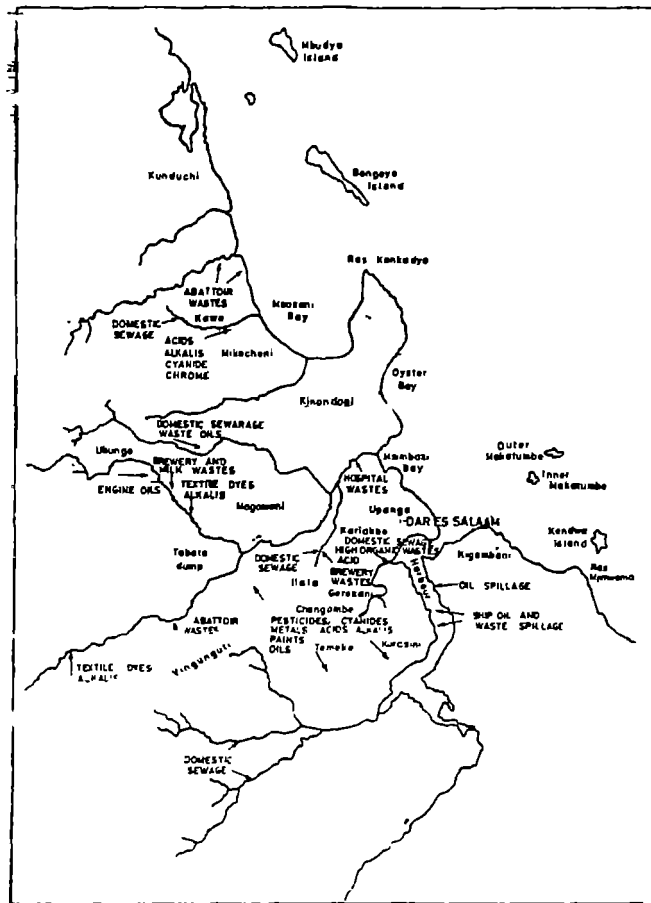 Mbudya
Island
Bongoyo
Island
Kunduchi
Ras Kankadya
ABATTOIR
WASTES
Kawe
Msasani
Bay
DOMESTIC
SEWAGE
ACIDS
ALKALIS
CYANIDE
CHROME
Mikocheni
Oyster
Bay
Kinondoni
DOMESTIC SEWARAGE
WASTE OILS
Ubungo
BREWERY AND
MILK WASTES
ENGINE OILS
TEXTILE DYES
ALKALIS
Magomeni
HOSPITAL
WASTES
Bay
Outer
Makatumbe
Inner
Makatumbe
Upanga
DAR ES SALAAM
Kariakoo
DOMESTIC SEWAGE
HIGH ORGANIC WASTES
ACID
Kigamboni
Kendwa
Island
Ras
Tabata
dump
DOMESTIC
SEWAGE
Ilala
BREWERY
WASTES
Gerezani
Harbour
OIL SPILLAGE
SHIP OIL AND
WASTE SPILLAGE
ABATTOIR
WASTES
Changombe
PESTICIDES, CYANIDES
METALS ACIDS ALKALIS
PAINTS
OILS
Temeke
Kurasini
TEXTILE DYES
ALKALIS
Vingunguti
DOMESTIC
SEWAGE